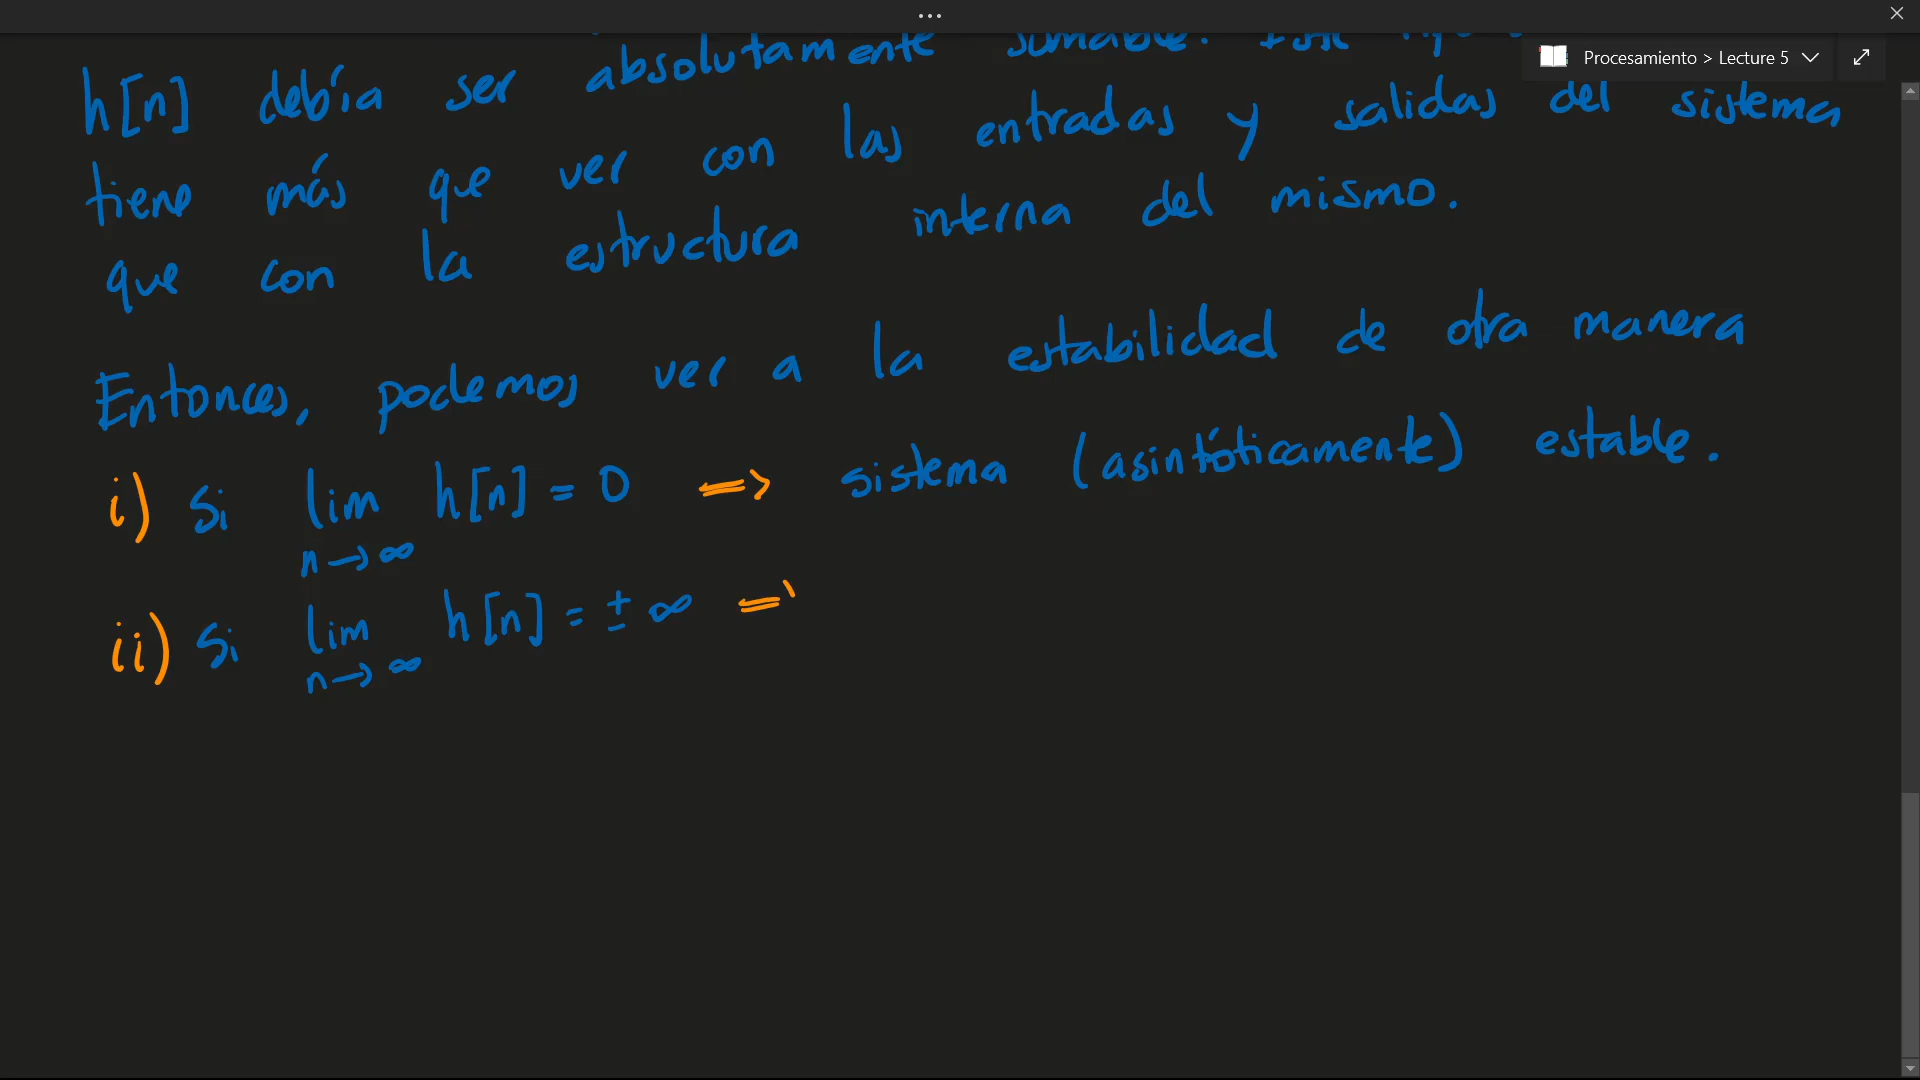 Procesamiento > Lecture 5
absolutamente sumable.
h[n] debía ser
tiene más que ver con las entradas y salidas del sistema
que con la estructura interna del mismo.
Entonces, podemos ver a la estabilidad de otra manera
i) Si lim h[n] = 0 ⟹ sistema (asintóticamente) estable.
n→∞
ii) Si lim h[n] = ± ∞ ⟹
n→∞